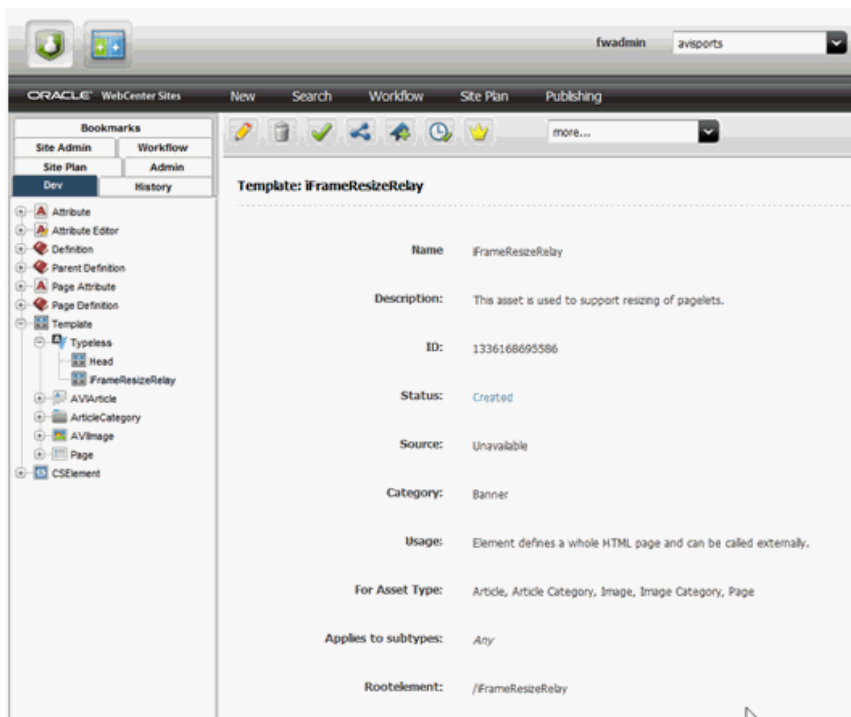 fwadmin avisports
ORACLE WebCenter Sites New Search Workflow Site Plan Publishing
Bookmarks
Site Admin Workflow
Site Plan Admin
Dev History
more...
Template: iFrameResizeRelay
Attribute
Attribute Editor
Definition
Parent Definition
Page Attribute
Page Definition
Template
Typeless
Head
iFrameResizeRelay
AVIArticle
ArticleCategory
AVIImage
Page
CSElement
Name iFrameResizeRelay
Description: This asset is used to support resizing of pagelets.
ID: 1336168695586
Status: Created
Source: Unavailable
Category: Banner
Usage: Element defines a whole HTML page and can be called externally.
For Asset Type: Article, Article Category, Image, Image Category, Page
Applies to subtypes: Any
Rootelement: /iFrameResizeRelay